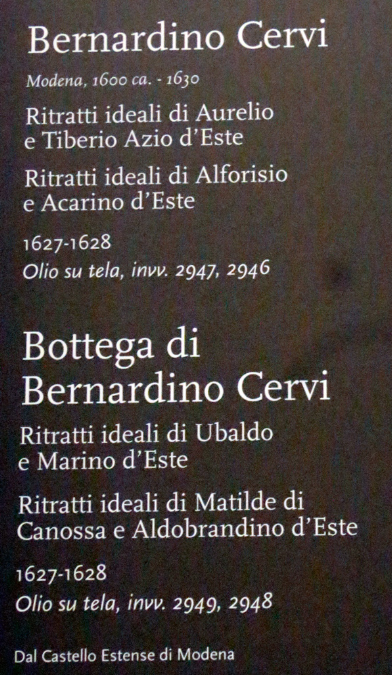 Bernardino Cervi
Modena, 1600 ca. - 1630
Ritratti ideali di Aurelio
e Tiberio Azio d'Este
Ritratti ideali di Alforisio
e Acarino d'Este
1627-1628
Olio su tela, invv. 2947, 2946
Bottega di
Bernardino Cervi
Ritratti ideali di Ubaldo
e Marino d'Este
Ritratti ideali di Matilde di
Canossa e Aldobrandino d'Este
1627-1628
Olio su tela, invv. 2949, 2948
Dal Castello Estense di Modena